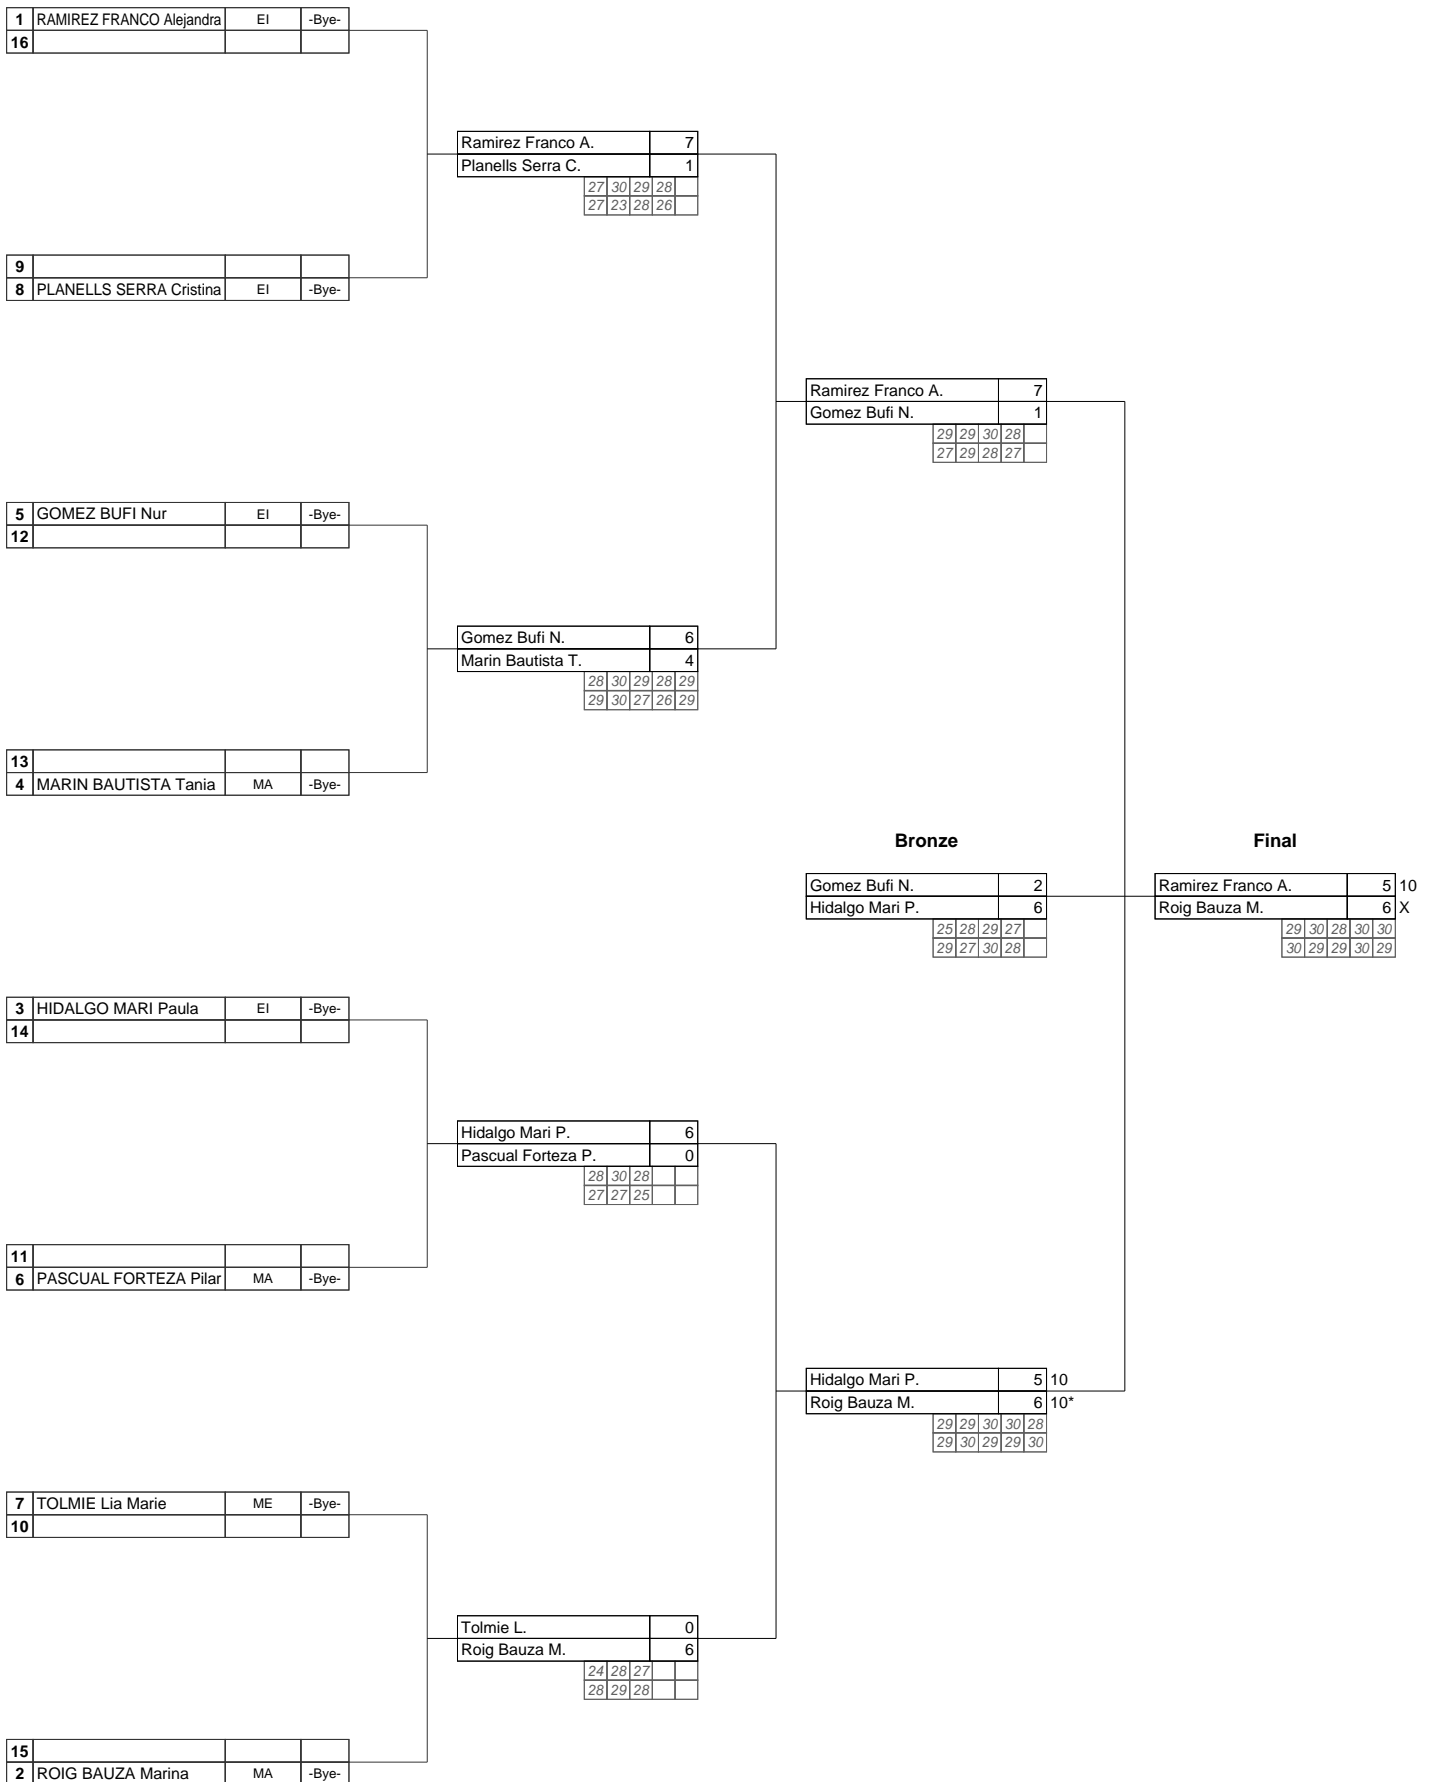 1 RAMIREZ FRANCO Alejandra EI -Bye-
16
Ramirez Franco A. 7
Planells Serra C. 1
27 30 29 28
27 23 28 26
9
8 PLANELLS SERRA Cristina EI -Bye-
Ramirez Franco A. 7
Gomez Bufi N. 1
29 29 30 28
27 29 28 27
5 GOMEZ BUFI Nur EI -Bye-
12
Gomez Bufi N. 6
Marin Bautista T. 4
28 30 29 28 29
29 30 27 26 29
13
4 MARIN BAUTISTA Tania MA -Bye-
Bronze Final
Gomez Bufi N. 2 Ramirez Franco A. 5 10
Hidalgo Mari P. 6 Roig Bauza M. 6 X
25 28 29 27 29 30 28 30 30
29 27 30 28 30 29 29 30 29
3 HIDALGO MARI Paula EI -Bye-
14
Hidalgo Mari P. 6
Pascual Forteza P. 0
28 30 28
27 27 25
11
6 PASCUAL FORTEZA Pilar MA -Bye-
Hidalgo Mari P. 5 10
Roig Bauza M. 6 10*
29 29 30 30 28
29 30 29 29 30
7 TOLMIE Lia Marie ME -Bye-
10
Tolmie L. 0
Roig Bauza M. 6
24 28 27
28 29 28
15
2 ROIG BAUZA Marina MA -Bye-